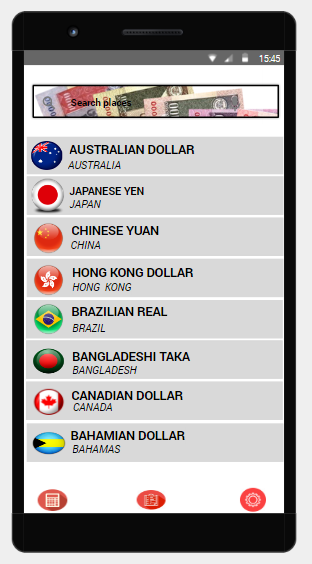 15:45
Search places
AUSTRALIAN DOLLAR
AUSTRALIA
JAPANESE YEN
JAPAN
CHINESE YUAN
CHINA
HONG KONG DOLLAR
HONG KONG
BRAZILIAN REAL
BRAZIL
BANGLADESHI TAKA
BANGLADESH
CANADIAN DOLLAR
CANADA
BAHAMIAN DOLLAR
BAHAMAS